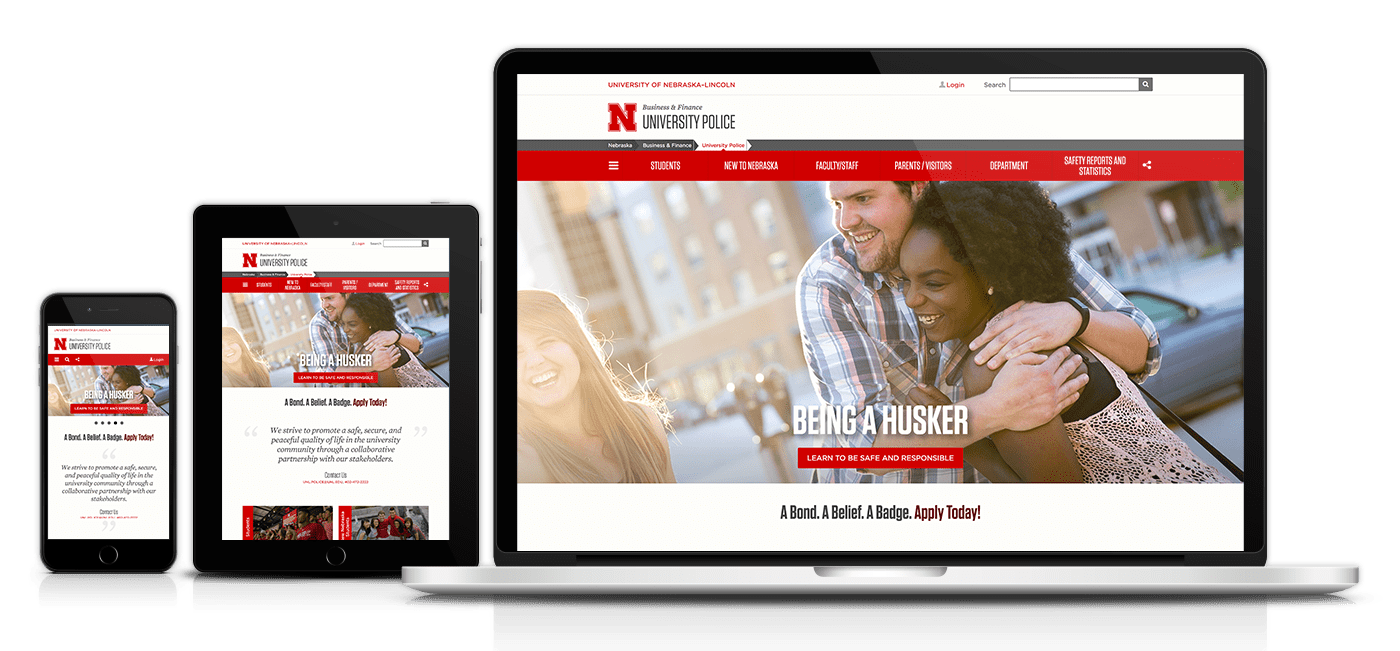 UNIVERSITY OF NEBRASKA–LINCOLN
N
Business & Finance
UNIVERSITY POLICE
Login
BEING A HUSKER
LEARN TO BE SAFE AND RESPONSIBLE
A Bond. A Belief. A Badge. Apply Today!
“
We strive to promote a safe, secure,
and peaceful quality of life in the
university community through a
collaborative partnership with our
stakeholders.
Contact Us
”
UNIVERSITY OF NEBRASKA–LINCOLN
Login Search
N
Business & Finance
UNIVERSITY POLICE
Nebraska Business & Finance University Police
STUDENTS NEW TO NEBRASKA FACULTY/STAFF PARENTS / VISITORS DEPARTMENT SAFETY REPORTS AND STATISTICS
BEING A HUSKER
LEARN TO BE SAFE AND RESPONSIBLE
A Bond. A Belief. A Badge. Apply Today!
“ We strive to promote a safe, secure, and ”
peaceful quality of life in the university
community through a collaborative
partnership with our stakeholders.
Contact Us
Students
UNIVERSITY OF NEBRASKA–LINCOLN
Login Search
N
Business & Finance
UNIVERSITY POLICE
Nebraska Business & Finance University Police
STUDENTS NEW TO NEBRASKA FACULTY/STAFF PARENTS / VISITORS DEPARTMENT SAFETY REPORTS AND STATISTICS
BEING A HUSKER
LEARN TO BE SAFE AND RESPONSIBLE
A Bond. A Belief. A Badge. Apply Today!